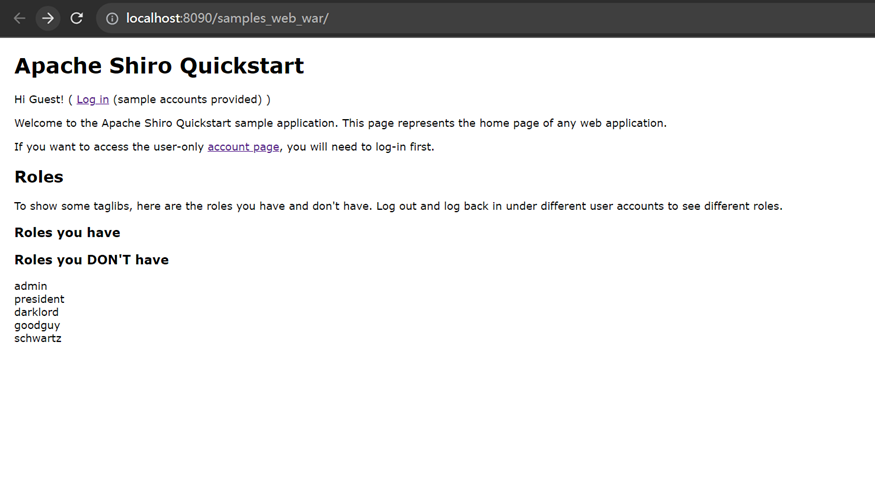 localhost:8090/samples_web_war/
Apache Shiro Quickstart
Hi Guest! ( Log in (sample accounts provided) )
Welcome to the Apache Shiro Quickstart sample application. This page represents the home page of any web application.
If you want to access the user-only account page, you will need to log-in first.
Roles
To show some taglibs, here are the roles you have and don't have. Log out and log back in under different user accounts to see different roles.
Roles you have
Roles you DON'T have
admin
president
darklord
goodguy
schwartz